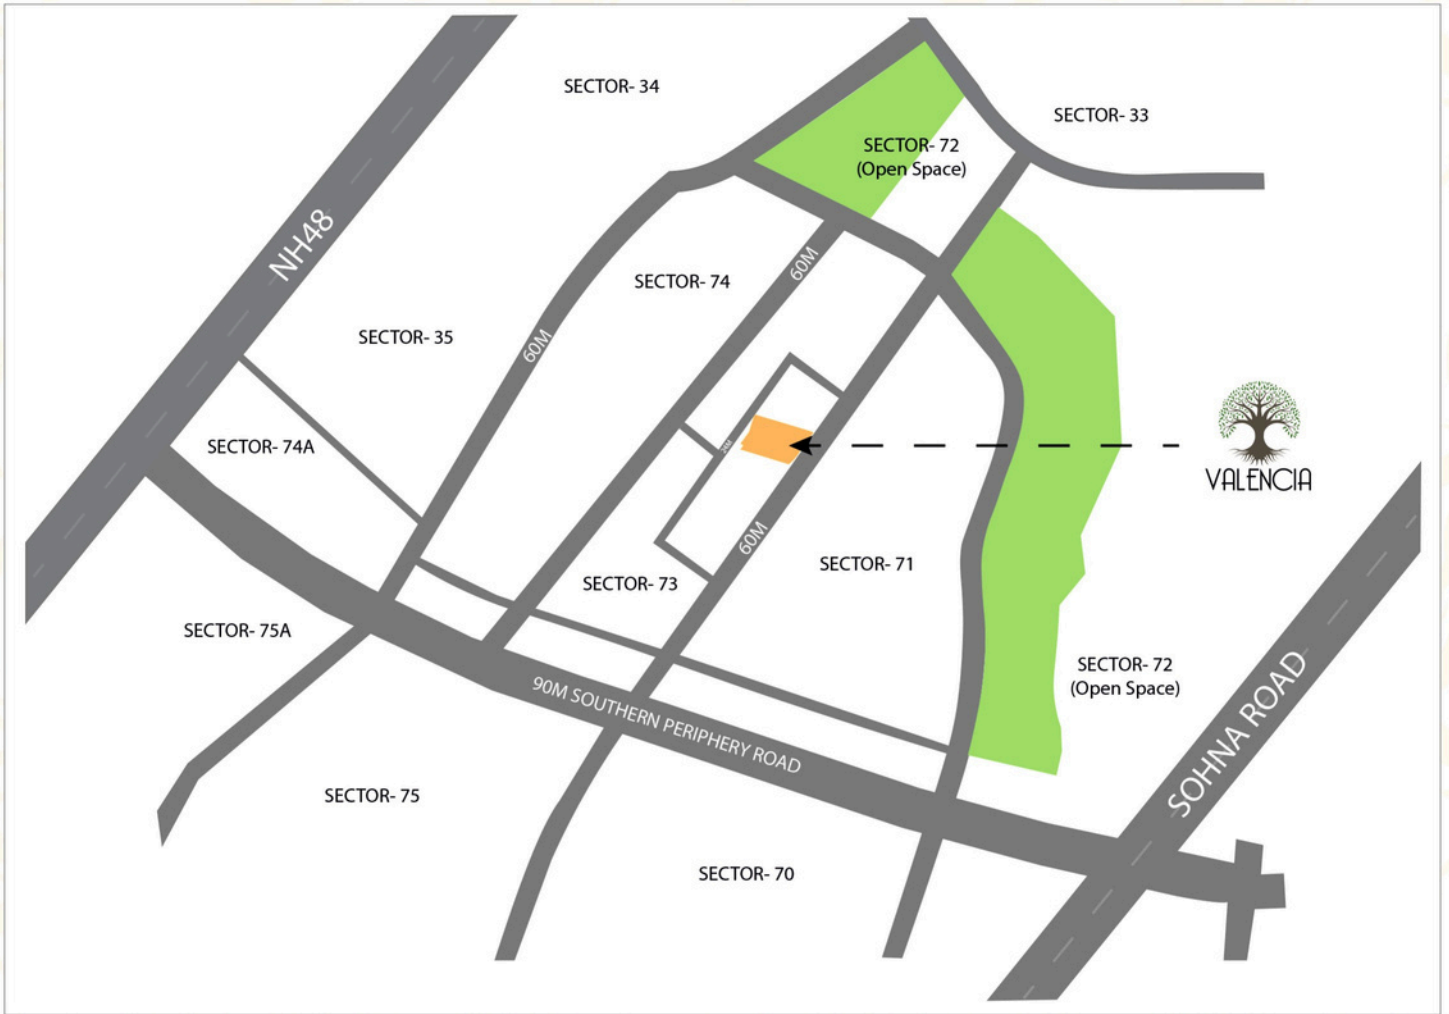 SECTOR- 34
SECTOR- 33
SECTOR- 72
(Open Space)
NH48
60M
SECTOR- 74
SECTOR- 35
60M
SECTOR- 74A
24M
VALENCIA
60M
SECTOR- 71
SECTOR- 73
SECTOR- 75A
SECTOR- 72
(Open Space)
90M SOUTHERN PERIPHERY ROAD
SOHNA ROAD
SECTOR- 75
SECTOR- 70